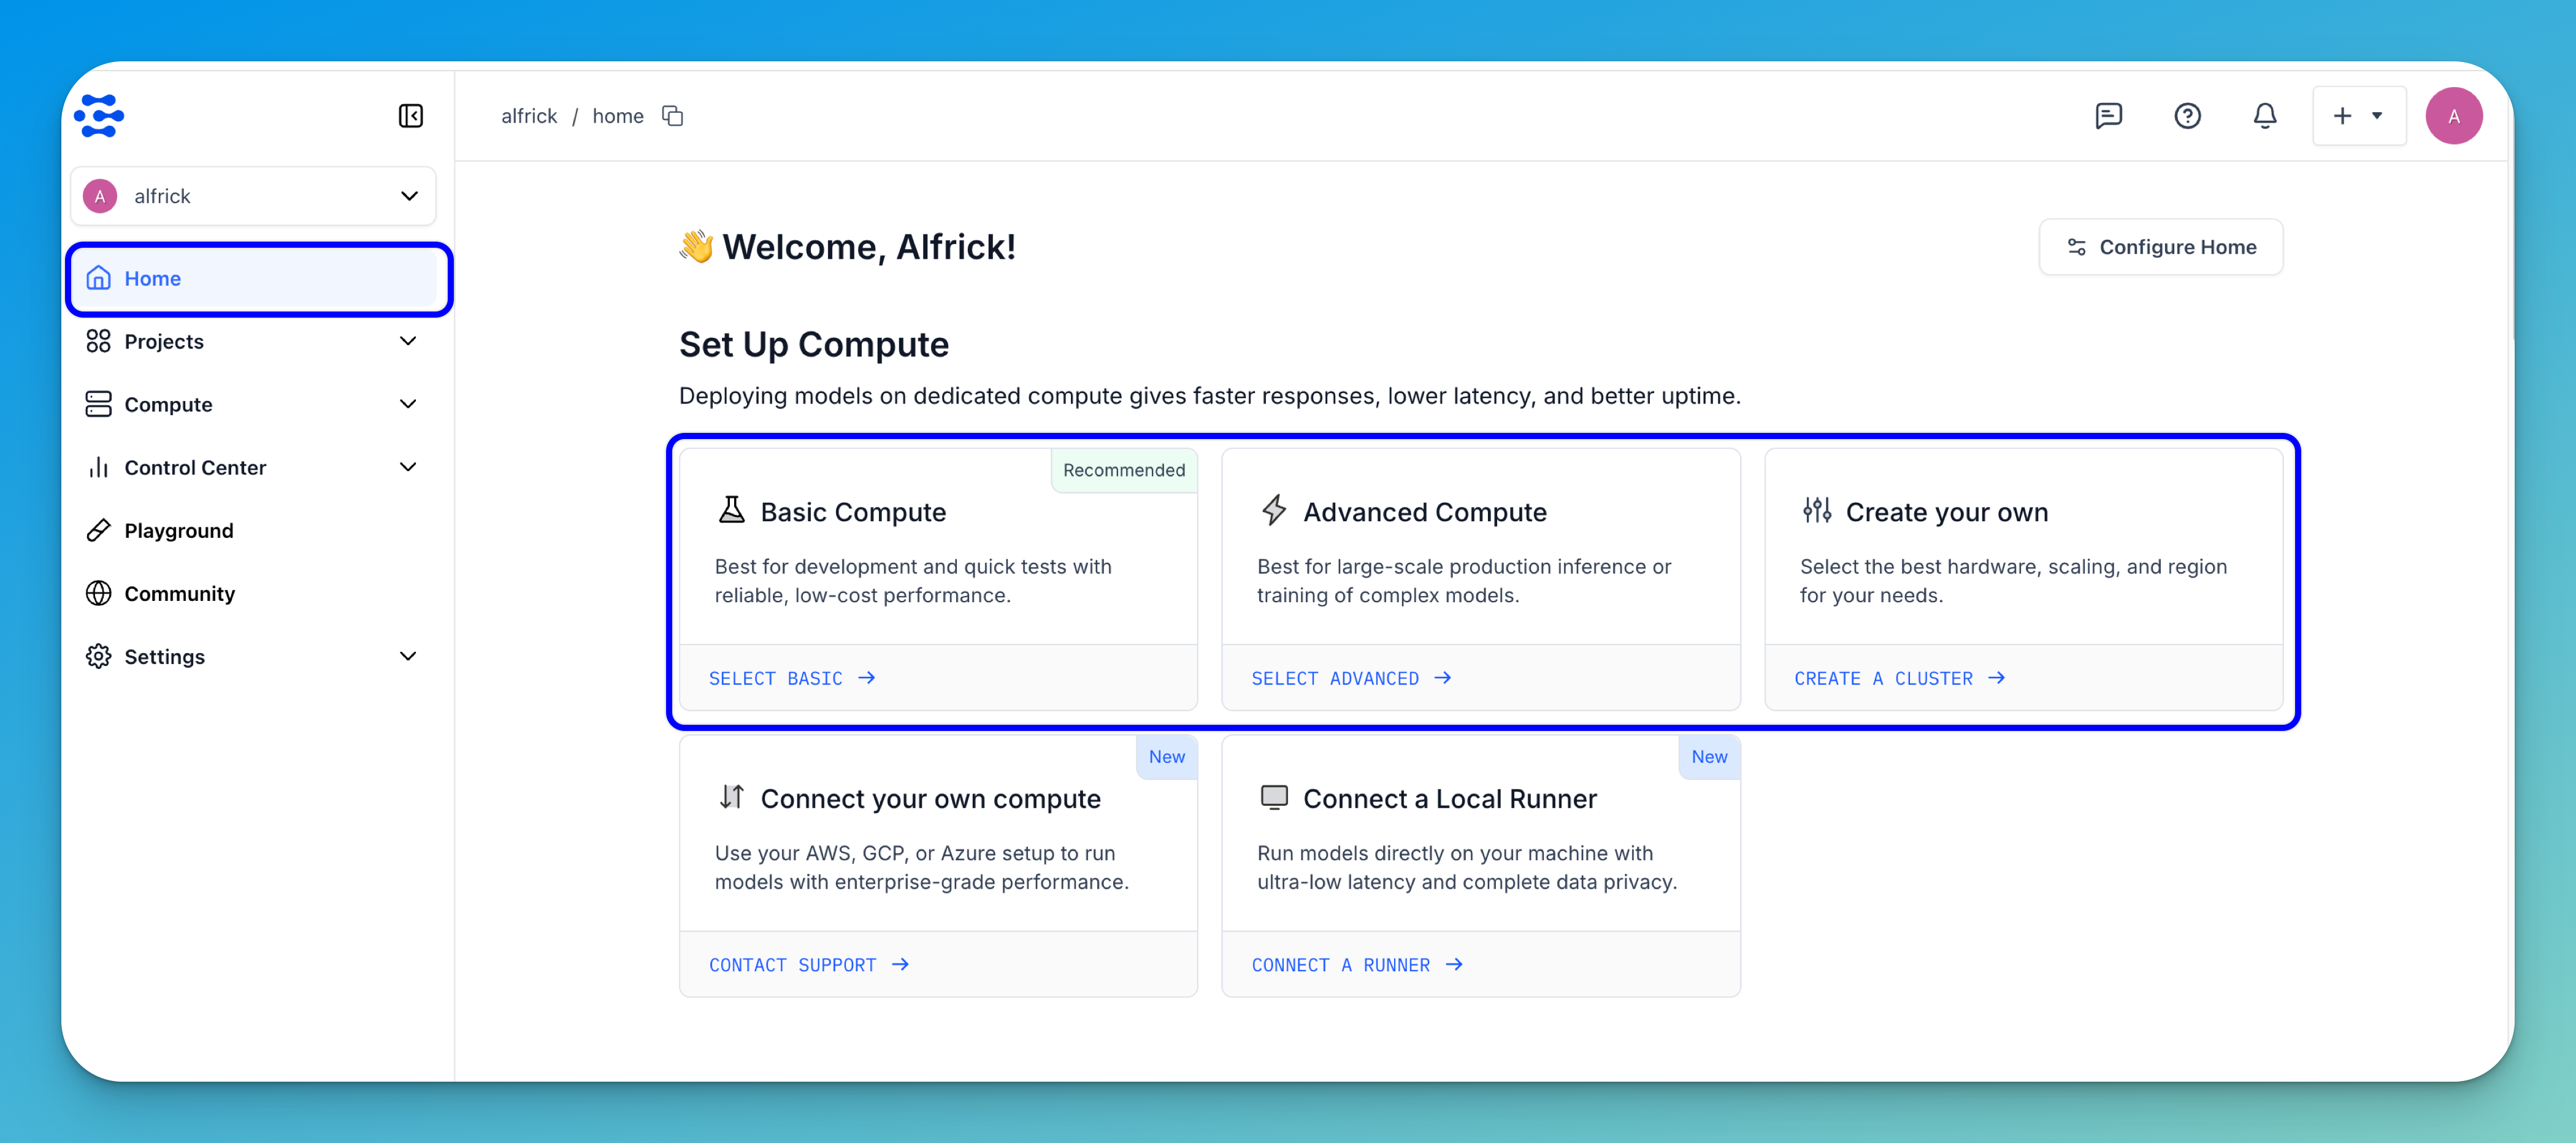 alfrick / home
A
A alfrick
Home
Projects
Compute
Control Center
Playground
Community
Settings
👋 Welcome, Alfrick!
Configure Home
Set Up Compute
Deploying models on dedicated compute gives faster responses, lower latency, and better uptime.
Recommended
Basic Compute
Best for development and quick tests with
reliable, low-cost performance.
SELECT BASIC →
Advanced Compute
Best for large-scale production inference or
training of complex models.
SELECT ADVANCED →
Create your own
Select the best hardware, scaling, and region
for your needs.
CREATE A CLUSTER →
New
Connect your own compute
Use your AWS, GCP, or Azure setup to run
models with enterprise-grade performance.
CONTACT SUPPORT →
New
Connect a Local Runner
Run models directly on your machine with
ultra-low latency and complete data privacy.
CONNECT A RUNNER →